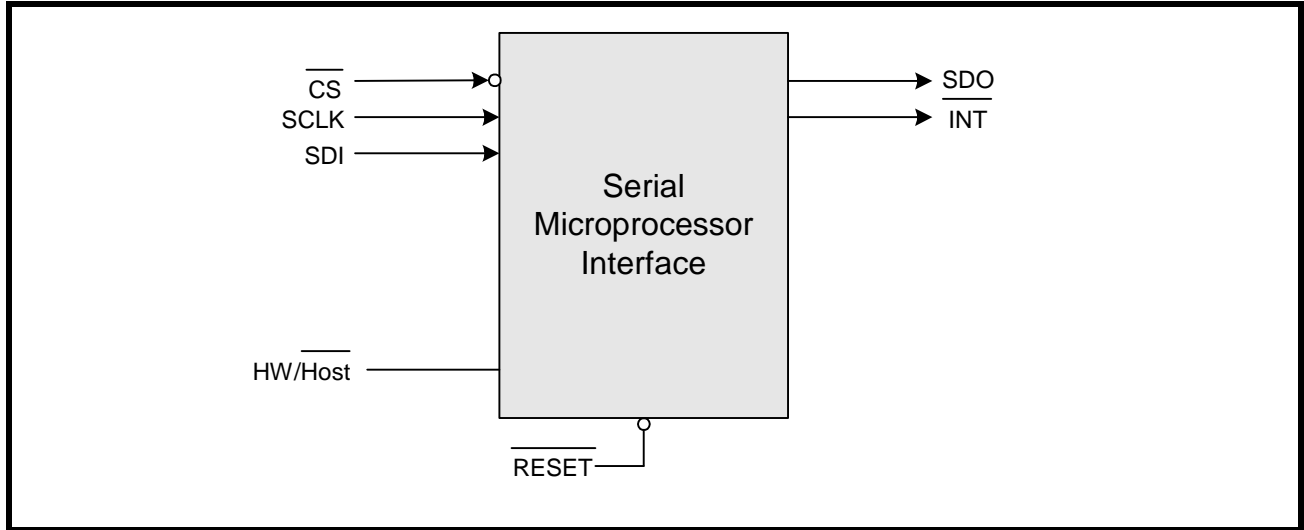 CS
SCLK
SDI
SDO
INT
Serial
Microprocessor
Interface
HW/Host
RESET